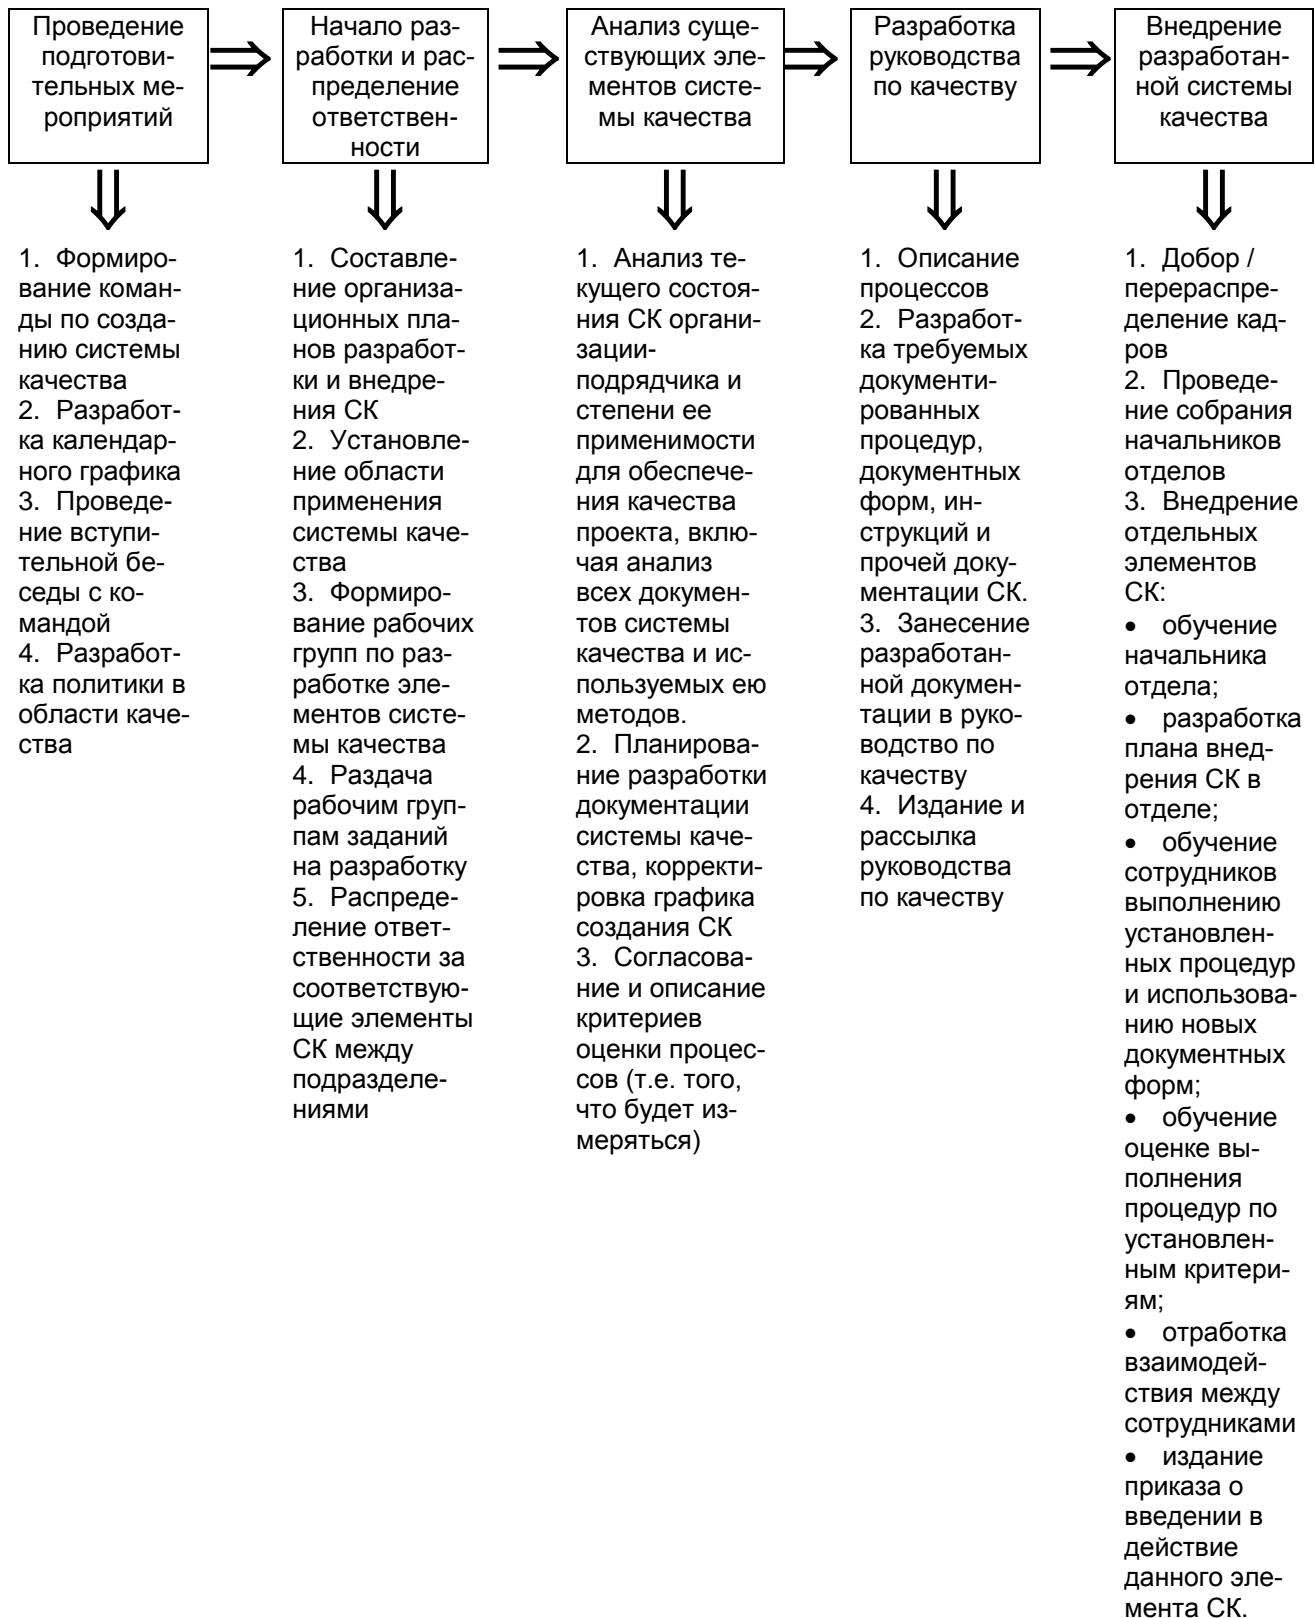 Проведение
подготови-
тельных ме-
роприятий
Начало раз-
работки и рас-
пределение
ответствен-
ности
Анализ суще-
ствующих эле-
ментов систе-
мы качества
Разработка
руководства
по качеству
Внедрение
разработан-
ной системы
качества
1. Формиро-
вание коман-
ды по созда-
нию системы
качества
2. Разработ-
ка календар-
ного графика
3. Проведе-
ние вступи-
тельной бе-
седы с ко-
мандой
4. Разработ-
ка политики в
области каче-
ства
1. Составле-
ние организа-
ционных пла-
нов разработ-
ки и внедре-
ния СК
2. Установле-
ние области
применения
системы каче-
ства
3. Формиро-
вание рабочих
групп по раз-
работке эле-
ментов систе-
мы качества
4. Раздача
рабочим груп-
пам заданий
на разработку
5. Распреде-
ление ответ-
ственности за
соответствую-
щие элементы
СК между
подразделе-
ниями
1. Анализ те-
кущего состоя-
ния СК органи-
зации-
подрядчика и
степени ее
применимости
для обеспече-
ния качества
проекта, вклю-
чая анализ
всех докумен-
тов системы
качества и ис-
пользуемых ею
методов.
2. Планирова-
ние разработки
документации
системы каче-
ства, корректи-
ровка графика
создания СК
3. Согласова-
ние и описание
критериев
оценки процес-
сов (т.е. того,
что будет из-
меряться)
1. Описание
процессов
2. Разработ-
ка требуемых
документи-
рованных
процедур,
документных
форм, ин-
струкций и
прочей доку-
ментации СК.
3. Занесение
разработан-
ной докумен-
тации в руко-
водство по
качеству
4. Издание и
рассылка
руководства
по качеству
1. Добор /
перераспре-
деление кад-
ров
2. Проведе-
ние собрания
начальников
отделов
3. Внедрение
отдельных
элементов
СК:
• обучение
начальника
отдела;
• разработка
плана внед-
рения СК в
отделе;
• обучение
сотрудников
выполнению
установлен-
ных процедур
и использова-
нию новых
документных
форм;
• обучение
оценке вы-
полнения
процедур по
установлен-
ным критери-
ям;
• отработка
взаимодей-
ствия между
сотрудниками
• издание
приказа о
введении в
действие
данного эле-
мента СК.